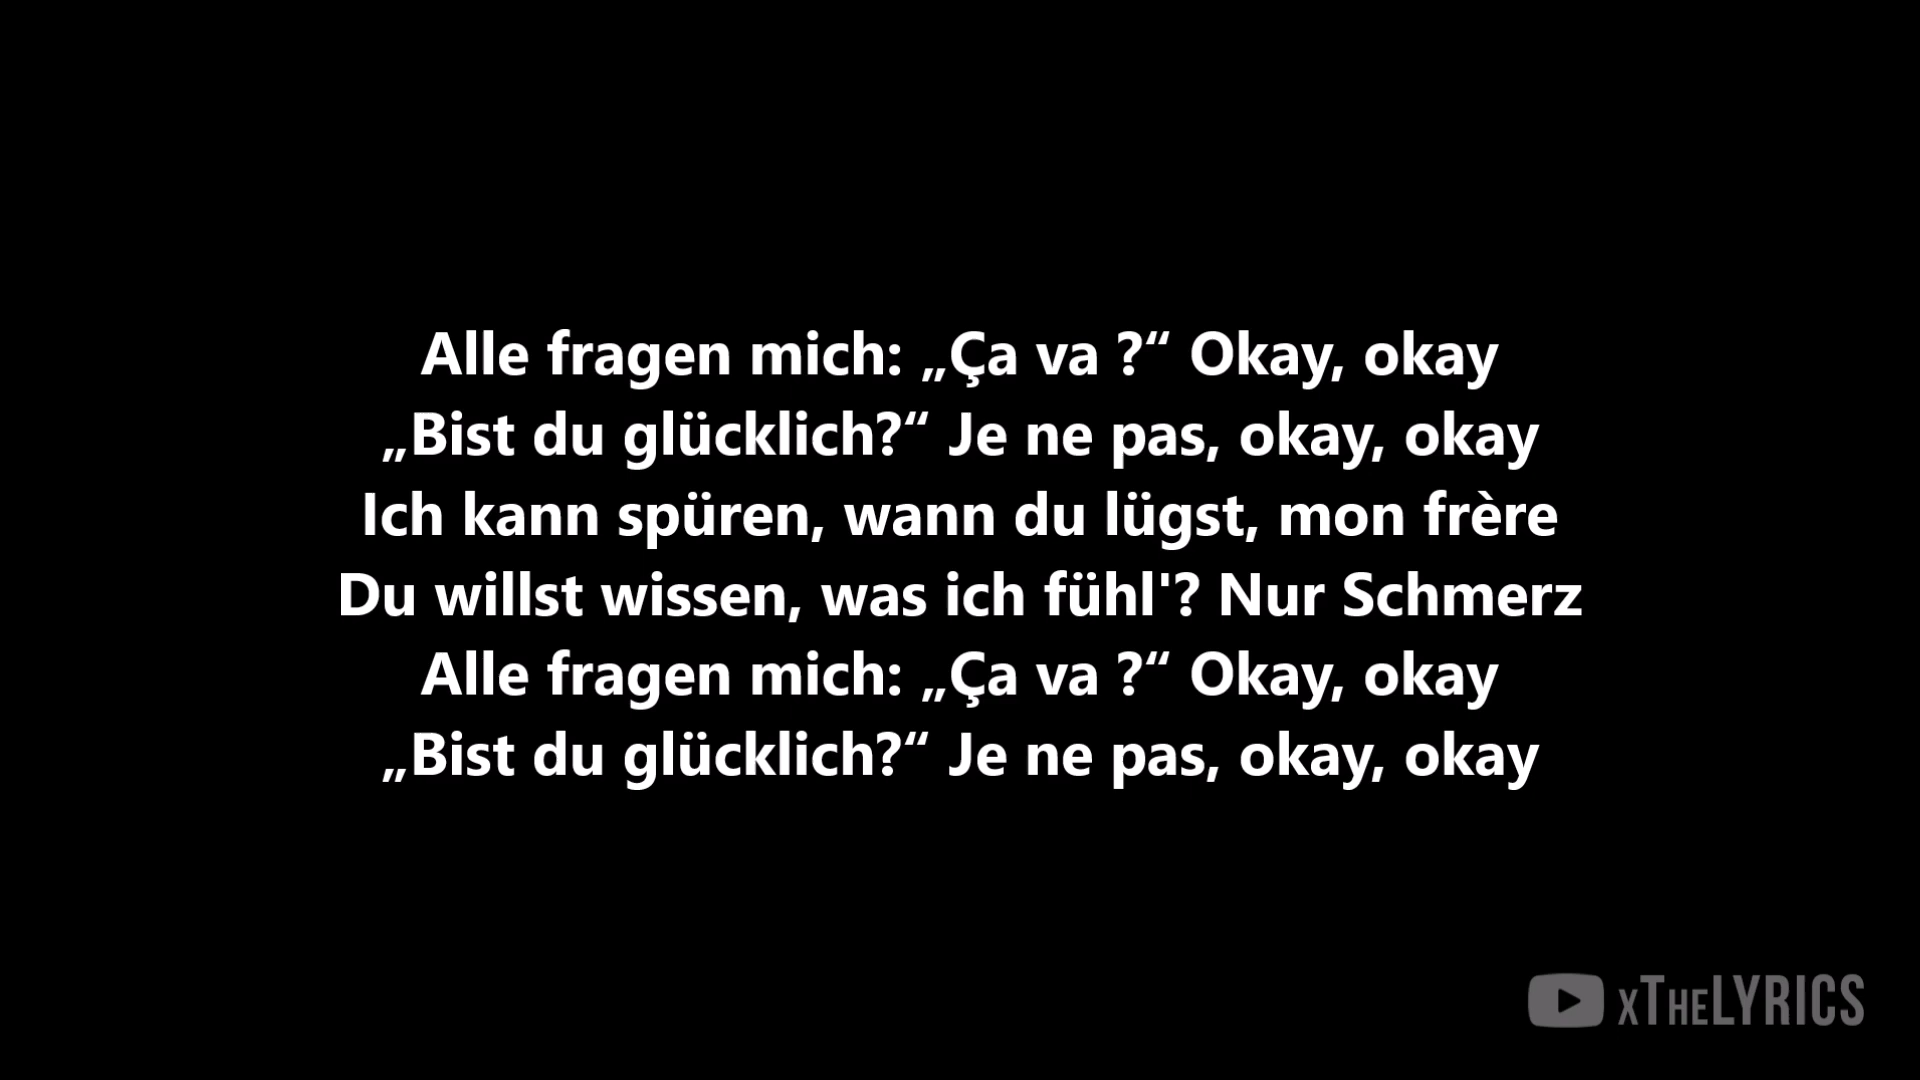 Alle fragen mich: „Ça va ?“ Okay, okay
„Bist du glücklich?“ Je ne pas, okay, okay
Ich kann spüren, wann du lügst, mon frère
Du willst wissen, was ich fühl'? Nur Schmerz
Alle fragen mich: „Ça va ?“ Okay, okay
„Bist du glücklich?“ Je ne pas, okay, okay
xTheLYRICS